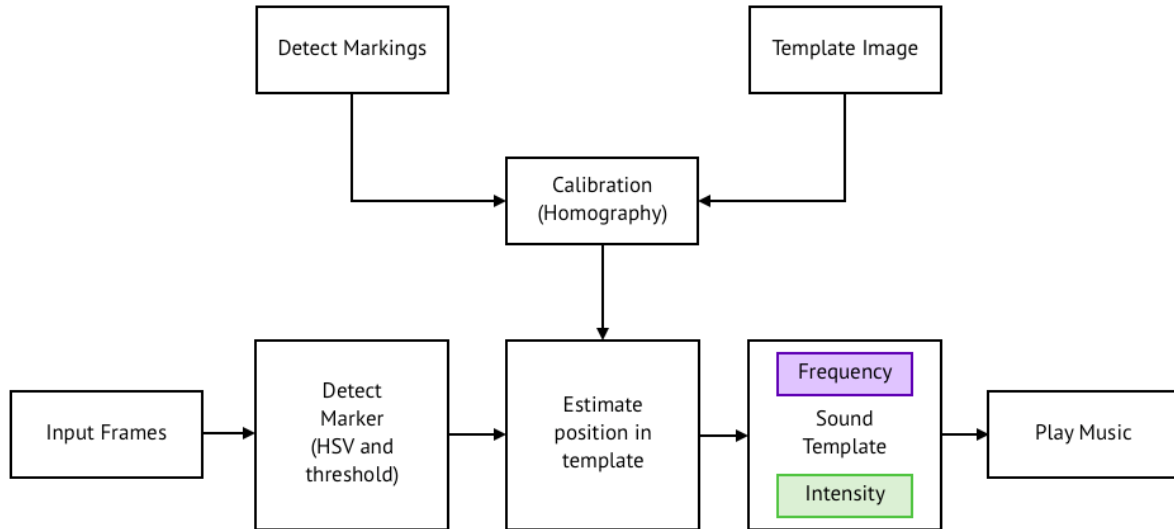 Detect Markings
Template Image
Calibration
(Homography)
Input Frames
Detect
Marker
(HSV and
threshold)
Estimate
position in
template
Frequency
Sound
Template
Intensity
Play Music